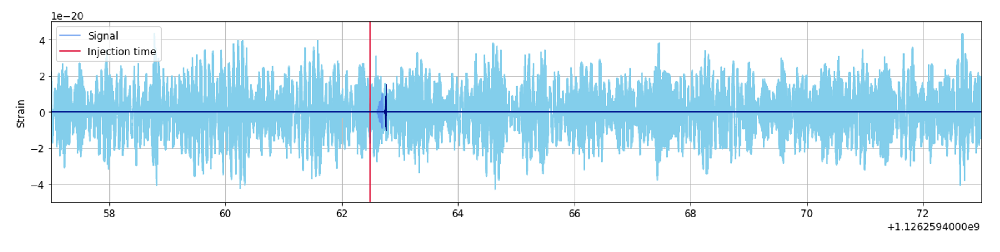 1e−20
Signal
Injection time
4
2
0
−2
−4
Strain
58 60 62 64 66 68 70 72
+1.1262594000e9